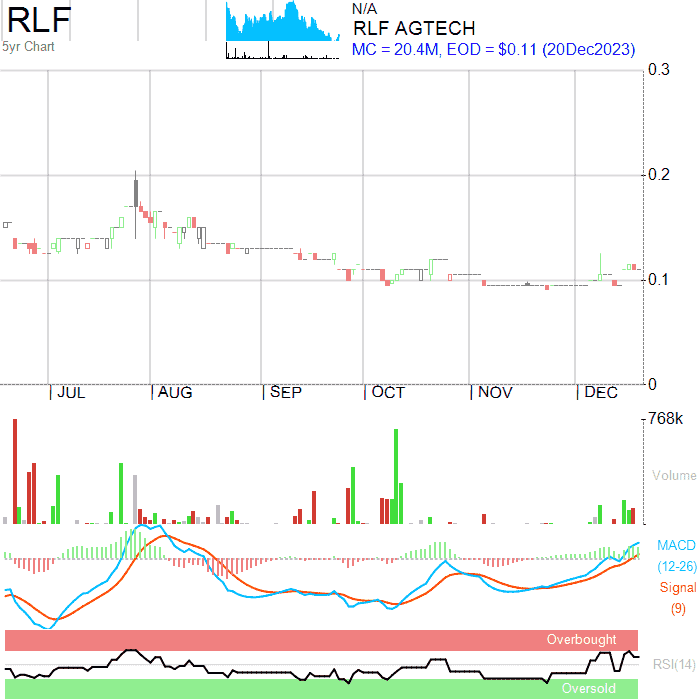 RLF
5yr Chart
N/A
RLF AGTECH
MC = 20.4M, EOD = $0.11 (20Dec2023)
0.3
0.2
0.1
0
JUL
AUG
SEP
OCT
NOV
DEC
768k
Volume
MACD
(12-26)
Signal
(9)
Overbought
RSI(14)
Oversold